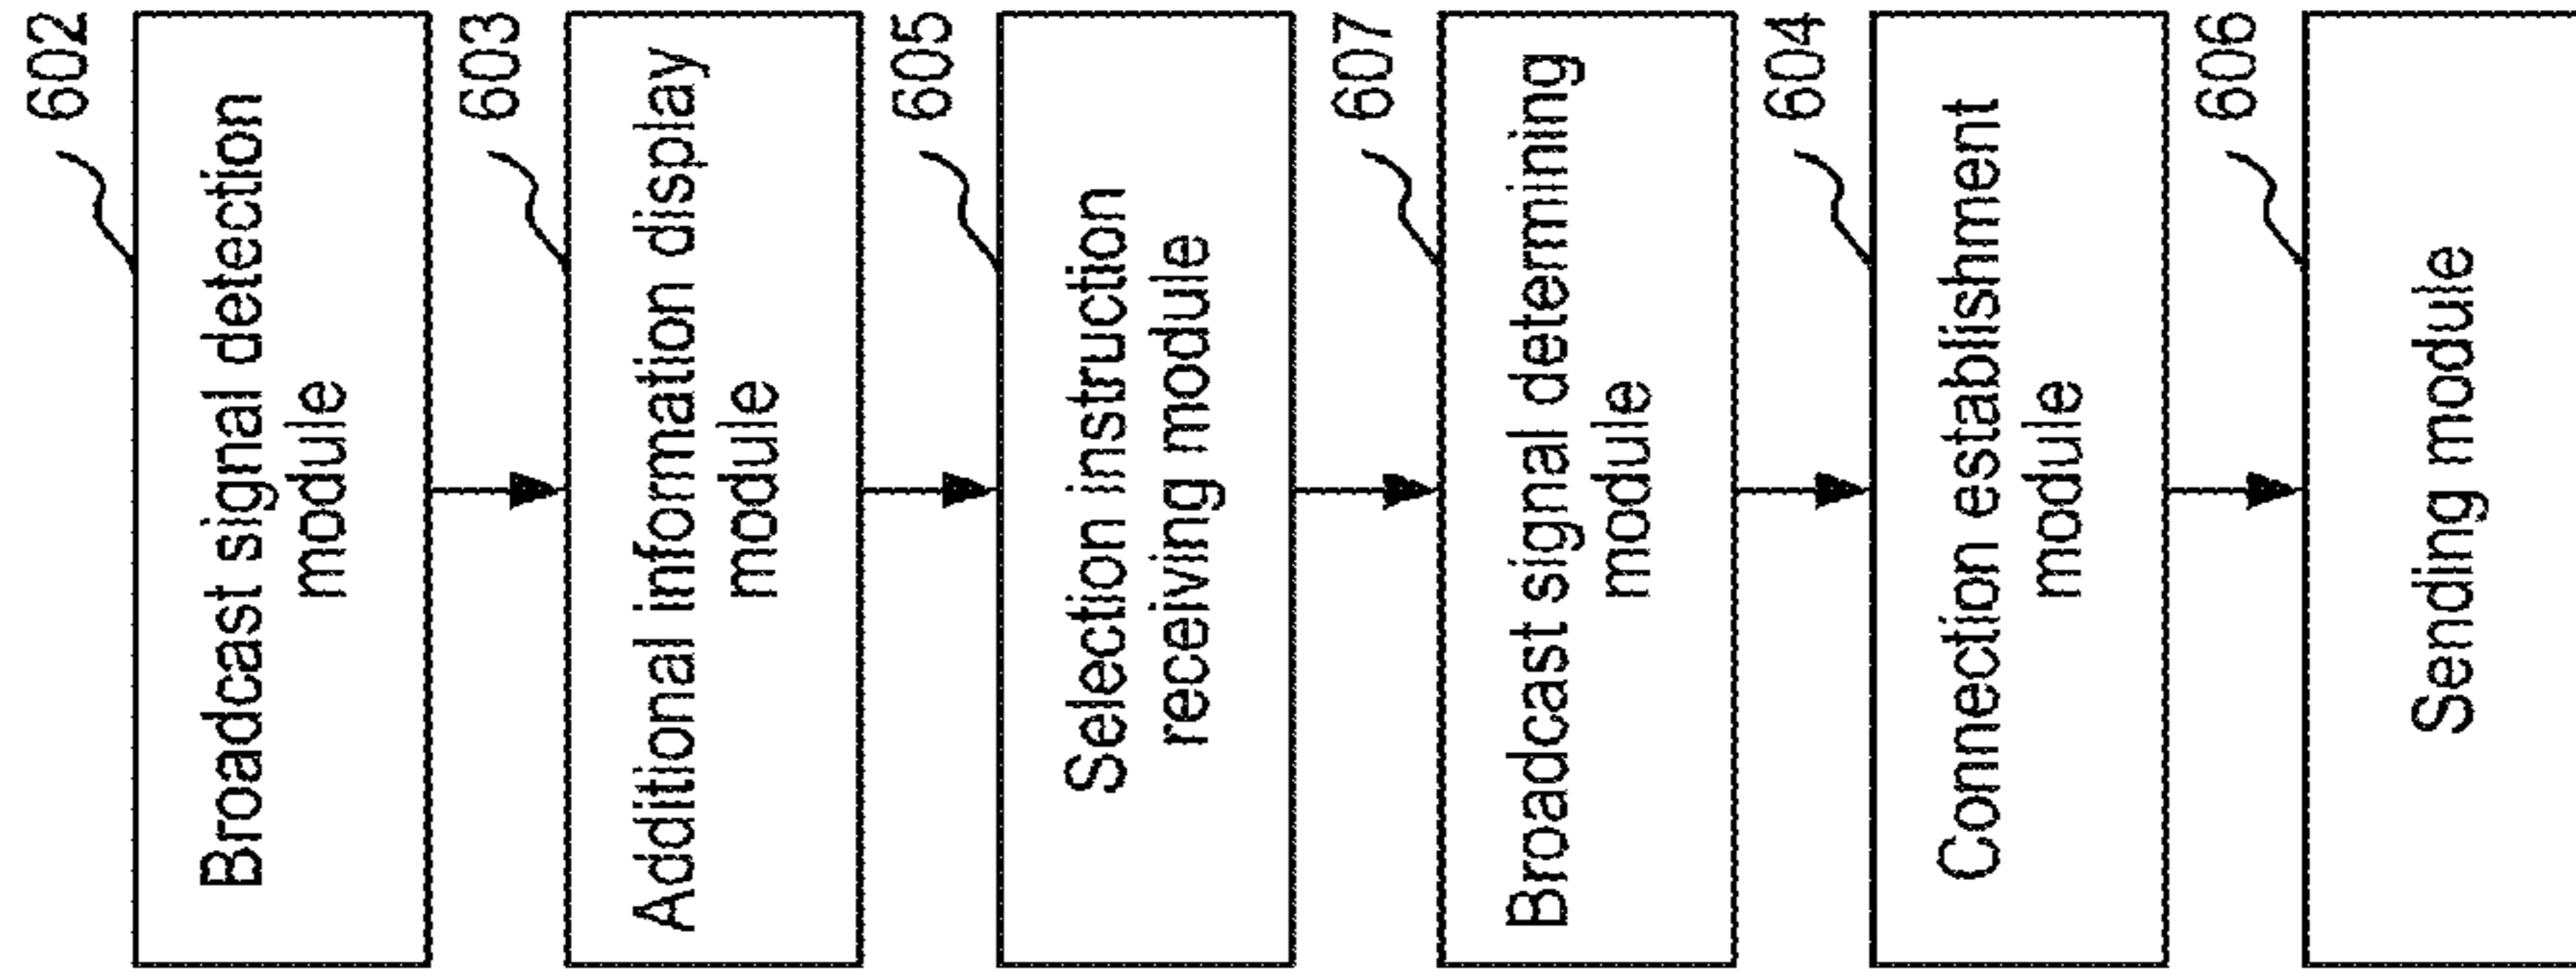 602
Broadcast signal detection
module
603
Additional information display
module
605
Selection instruction
receiving module
607
Broadcast signal determining
module
604
Connection establishment
module
606
Sending module